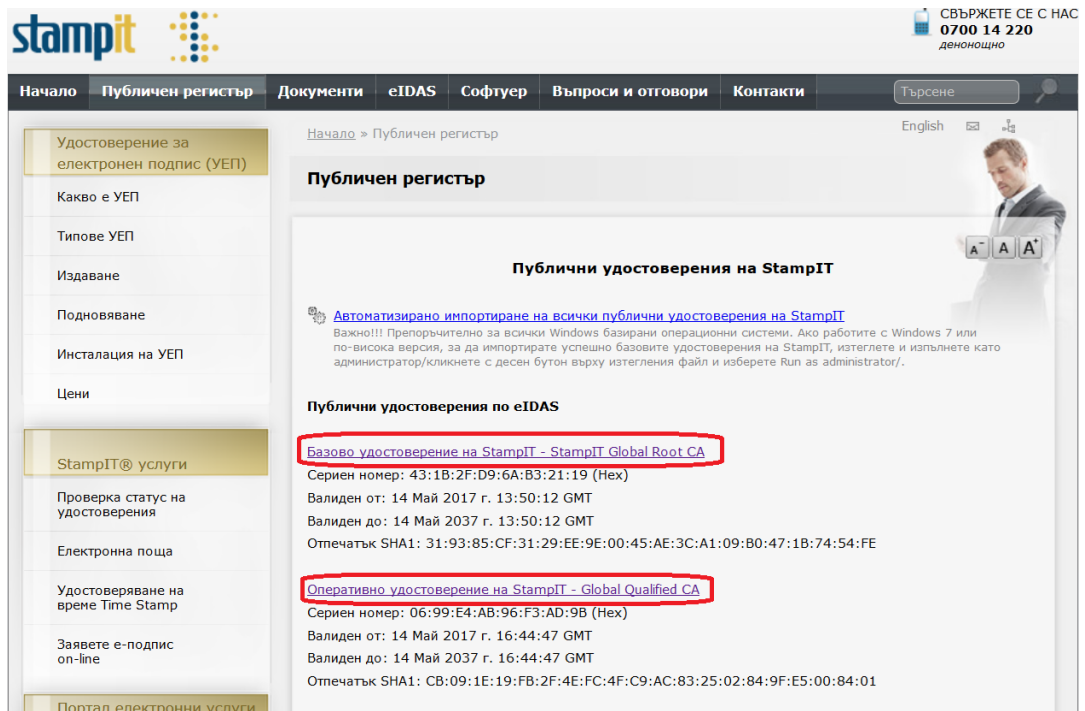 stampit
СВЪРЖЕТЕ СЕ С НАС
0700 14 220
денонощно
Начало Публичен регистър Документи eIDAS Софтуер Въпроси и отговори Контакти Търсене
English
Удостоверение за
електронен подпис (УЕП)
Какво е УЕП
Типове УЕП
Издаване
Подновяване
Инсталация на УЕП
Цени
StampIT® услуги
Проверка статус на
удостоверения
Електронна поща
Удостоверяване на
време Time Stamp
Заявете е-подпис
on-line
Портал електронни услуги
Начало » Публичен регистър
Публичен регистър
A- A A+
Публични удостоверения на StampIT
Автоматизирано импортиране на всички публични удостоверения на StampIT
Важно!!! Препоръчително за всички Windows базирани операционни системи. Ако работите с Windows 7 или
по-висока версия, за да импортирате успешно базовите удостоверения на StampIT, изтеглете и изпълнете като
администратор/кликнете с десен бутон върху изтегления файл и изберете Run as administrator/.
Публични удостоверения по eIDAS
Базово удостоверение на StampIT - StampIT Global Root CA
Сериен номер: 43:1B:2F:D9:6A:B3:21:19 (Hex)
Валиден от: 14 Май 2017 г. 13:50:12 GMT
Валиден до: 14 Май 2037 г. 13:50:12 GMT
Отпечатък SHA1: 31:93:85:CF:31:29:EE:9E:00:45:AE:3C:A1:09:B0:47:1B:74:54:FE
Оперативно удостоверение на StampIT - Global Qualified CA
Сериен номер: 06:99:E4:AB:96:F3:AD:9B (Hex)
Валиден от: 14 Май 2017 г. 16:44:47 GMT
Валиден до: 14 Май 2037 г. 16:44:47 GMT
Отпечатък SHA1: CB:09:1E:19:FB:2F:4E:FC:4F:C9:AC:83:25:02:84:9F:E5:00:84:01